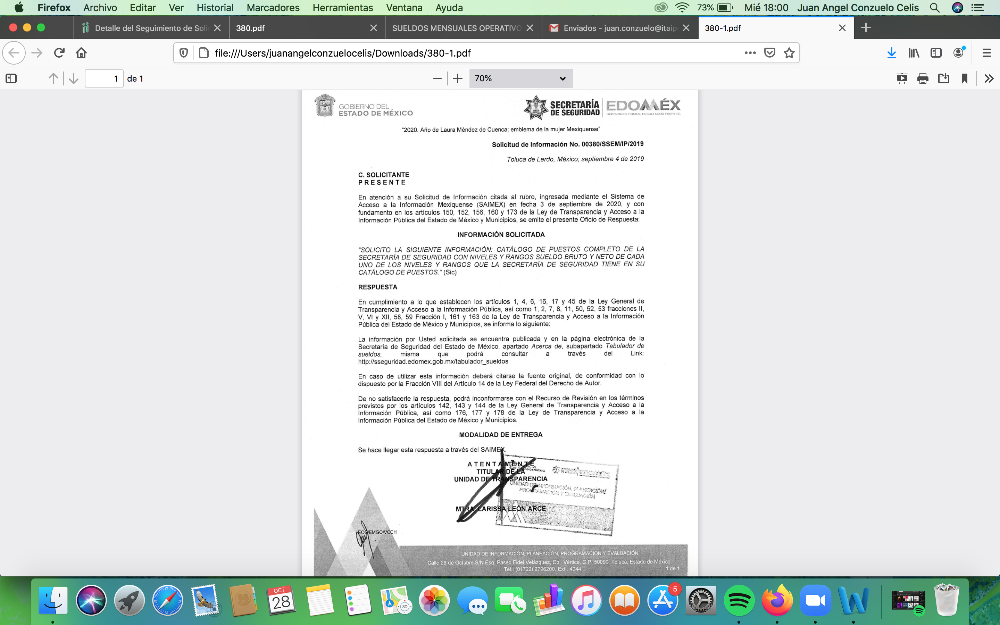 Firefox Archivo Editar Ver Historial Marcadores Herramientas Ventana Ayuda 73% Mié 18:00 Juan Angel Conzuelo Celis
Detalle del Seguimiento de Solic 380.pdf SUELDOS MENSUALES OPERATIVO Enviados - juan.conzuelo@itaip 380-1.pdf
file:///Users/juanangelconzuelocelis/Downloads/380-1.pdf
1 de 1 70%
GOBIERNO DEL
ESTADO DE MÉXICO
SECRETARÍA
DE SEGURIDAD
EDOMÉX
DECISIONES FIRMES, RESULTADOS FUERTES.
“2020. Año de Laura Méndez de Cuenca; emblema de la mujer Mexiquense”
Solicitud de Información No. 00380/SSEM/IP/2019
Toluca de Lerdo, México; septiembre 4 de 2019
C. SOLICITANTE
P R E S E N T E
En atención a su Solicitud de Información citada al rubro, ingresada mediante el Sistema de
Acceso a la Información Mexiquense (SAIMEX) en fecha 3 de septiembre de 2020, y con
fundamento en los artículos 150, 152, 156, 160 y 173 de la Ley de Transparencia y Acceso a la
Información Pública del Estado de México y Municipios, se emite el presente Oficio de Respuesta:
INFORMACIÓN SOLICITADA
“SOLICITO LA SIGUIENTE INFORMACIÓN: CATÁLOGO DE PUESTOS COMPLETO DE LA
SECRETARÍA DE SEGURIDAD CON NIVELES Y RANGOS SUELDO BRUTO Y NETO DE CADA
UNO DE LOS NIVELES Y RANGOS QUE LA SECRETARÍA DE SEGURIDAD TIENE EN SU
CATÁLOGO DE PUESTOS.” (Sic)
RESPUESTA
En cumplimiento a lo que establecen los artículos 1, 4, 6, 16, 17 y 45 de la Ley General de
Transparencia y Acceso a la Información Pública, así como 1, 2, 7, 8, 11, 50, 52, 53 fracciones II,
V, VI y XII, 58, 59 Fracción I, 161 y 163 de la Ley de Transparencia y Acceso a la Información
Pública del Estado de México y Municipios, se informa lo siguiente:
La información por Usted solicitada se encuentra publicada y en la página electrónica de la
Secretaría de Seguridad del Estado de México, apartado Acerca de, subapartado Tabulador de
sueldos, misma que podrá consultar a través del Link:
http://sseguridad.edomex.gob.mx/tabulador_sueldos
En caso de utilizar esta información deberá citarse la fuente original, de conformidad con lo
dispuesto por la Fracción VIII del Artículo 14 de la Ley Federal del Derecho de Autor.
De no satisfacerle la respuesta, podrá inconformarse con el Recurso de Revisión en los términos
previstos por los artículos 142, 143 y 144 de la Ley General de Transparencia y Acceso a la
Información Pública, así como 176, 177 y 178 de la Ley de Transparencia y Acceso a la
Información Pública del Estado de México y Municipios.
MODALIDAD DE ENTREGA
Se hace llegar esta respuesta a través del SAIMEX.
A T E N T A M E N T E
TITULAR DE LA
UNIDAD DE TRANSPARENCIA
UNIDAD DE INFORMACIÓN, PLANEACIÓN,
PROGRAMACIÓN Y EVALUACIÓN
MTRA. LARISSA LEÓN ARCE
ECG/EMGO/VCCH
UNIDAD DE INFORMACIÓN, PLANEACIÓN, PROGRAMACIÓN Y EVALUACIÓN
Calle 28 de Octubre S/N Esq. Paseo Fidel Velázquez, Col. Vértice, C.P. 50090, Toluca, Estado de México.
Tel.: (01722) 2796200, Ext.: 4044
1 de 1
OCT
28
3D
5